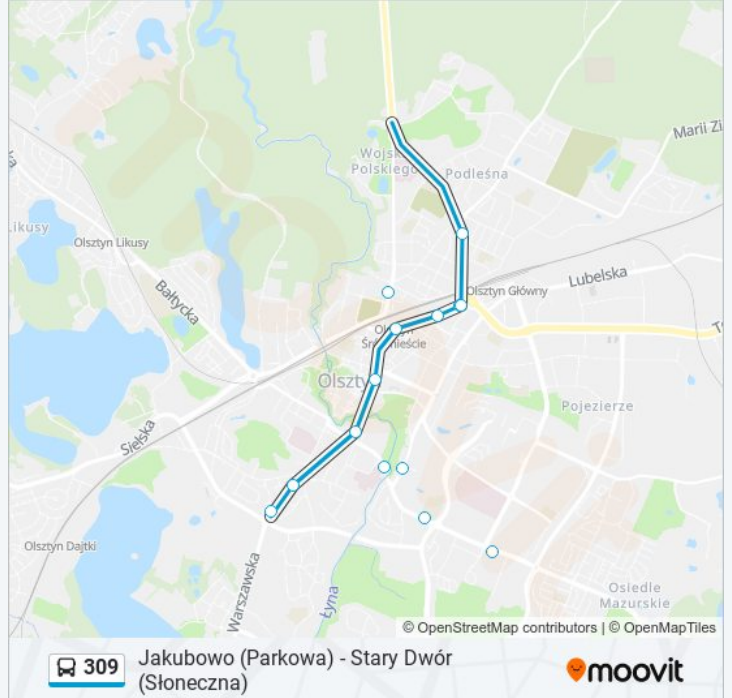 Marii Zi
Wojska
Polskiego
Podleśna
Likusy
Olsztyn Likusy
Bałtycka
Olsztyn Główny
Lubelska
Olsztyn
Śródmieście
Olsztyn
Pojezierze
Sielska
Olsztyn Dajtki
Warszawska
Łyna
Osiedle
Mazurskie
© OpenStreetMap contributors | © OpenMapTiles
309
Jakubowo (Parkowa) - Stary Dwór
(Słoneczna)
moovit